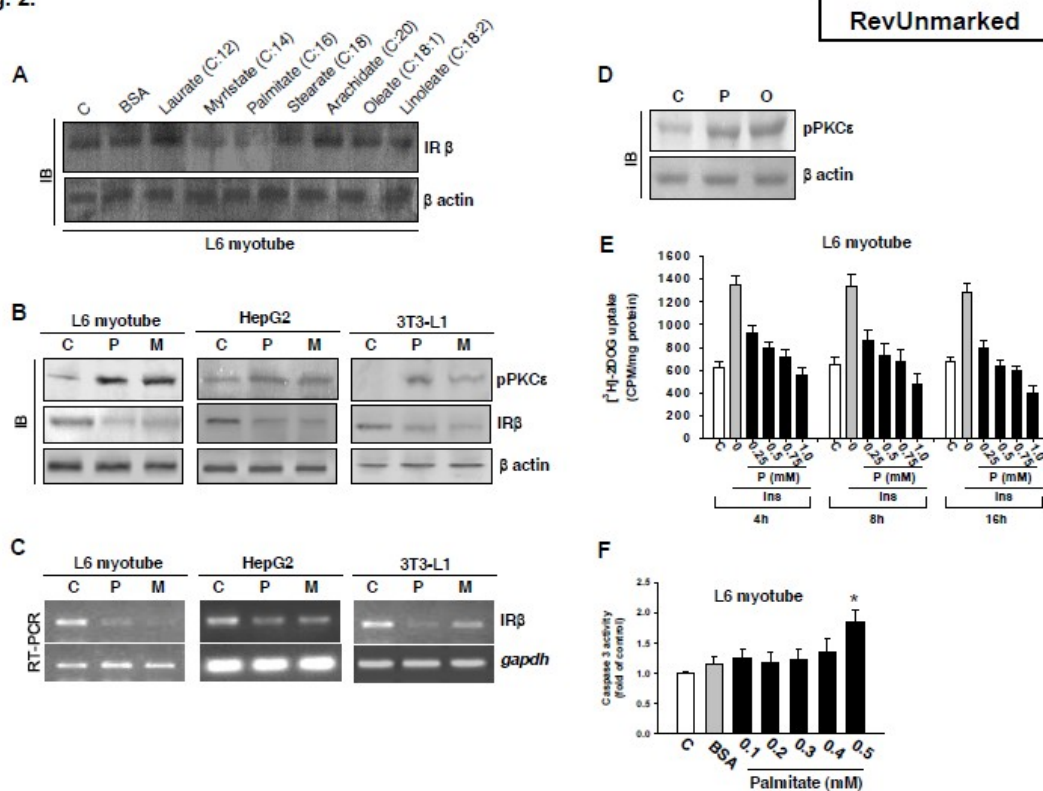 g. 2.
RevUnmarked
A
C
BSA
Laurate (C:12)
Myristate (C:14)
Palmitate (C:16)
Stearate (C:18)
Arachidate (C:20)
Oleate (C:18:1)
Linoleate (C:18:2)
IB
IR β
β actin
L6 myotube
B
L6 myotube HepG2 3T3-L1
C P M C P M C P M
IB
pPKCε
IRβ
β actin
C
L6 myotube HepG2 3T3-L1
C P M C P M C P M
RT-PCR
IRβ
gapdh
D
C P O
IB
pPKCε
β actin
E
L6 myotube
[³H]-2DOG uptake
(CPM/mg protein)
1600
1400
1200
1000
800
600
400
200
0
C 0 0.25 0.5 0.75 1.0 C 0 0.25 0.5 0.75 1.0 C 0 0.25 0.5 0.75 1.0
P (mM) P (mM) P (mM)
Ins Ins Ins
4h 8h 16h
F
L6 myotube
Caspase 3 activity
(fold of control)
2.5
2.0
1.5
1.0
0.5
0.0
*
C BSA 0.1 0.2 0.3 0.4 0.5
Palmitate (mM)